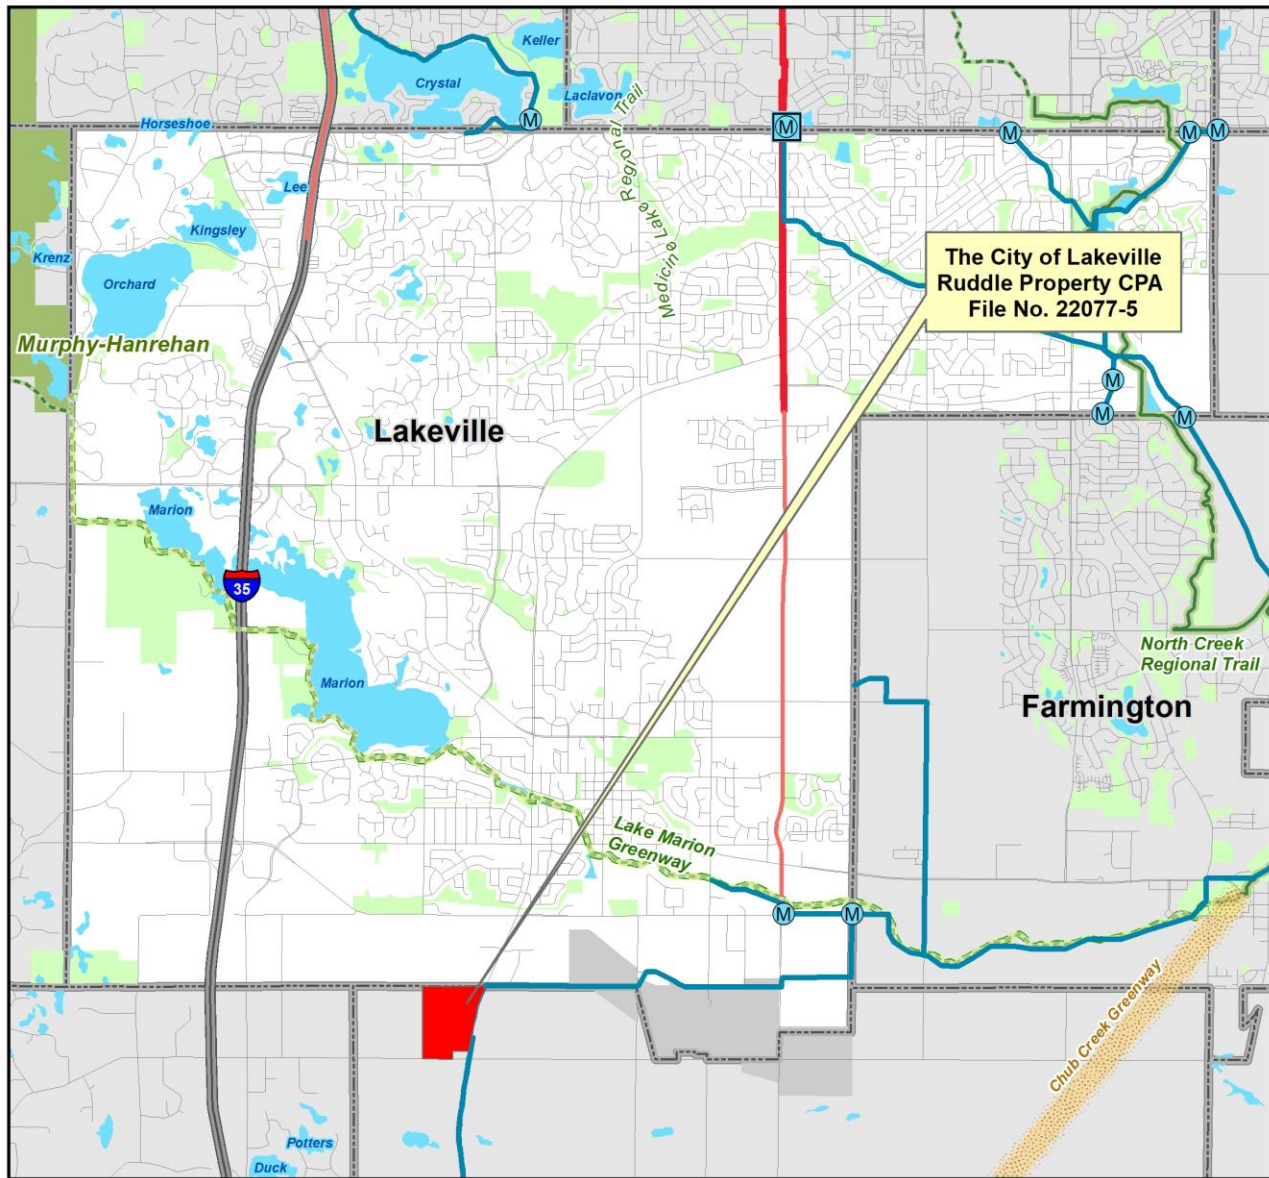 Keller
Crystal
Laclavon
M
Horseshoe
M
M
M
M
Lee
Medicine Lake Regional Trail
Kingsley
Krenz
Orchard
The City of Lakeville
Ruddle Property CPA
File No. 22077-5
Murphy-Hanrehan
M
M
M
Lakeville
Marion
35
North Creek
Regional Trail
Marion
Farmington
Lake Marion
Greenway
M
M
Chub Creek Greenway
Potters
Duck